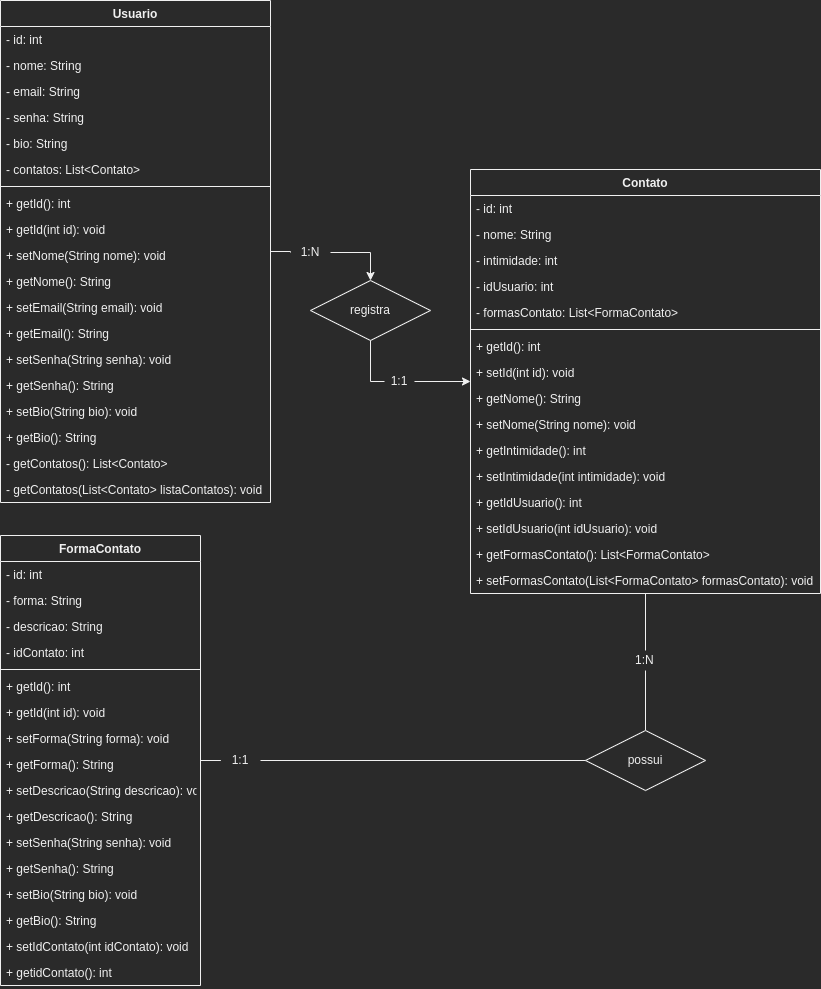 Usuario
- id: int
- nome: String
- email: String
- senha: String
- bio: String
- contatos: List<Contato>
+ getId(): int
+ getId(int id): void
+ setNome(String nome): void
+ getNome(): String
+ setEmail(String email): void
+ getEmail(): String
+ setSenha(String senha): void
+ getSenha(): String
+ setBio(String bio): void
+ getBio(): String
- getContatos(): List<Contato>
- getContatos(List<Contato> listaContatos): void
1:N
registra
1:1
Contato
- id: int
- nome: String
- intimidade: int
- idUsuario: int
- formasContato: List<FormaContato>
+ getId(): int
+ setId(int id): void
+ getNome(): String
+ setNome(String nome): void
+ getIntimidade(): int
+ setIntimidade(int intimidade): void
+ getIdUsuario(): int
+ setIdUsuario(int idUsuario): void
+ getFormasContato(): List<FormaContato>
+ setFormasContato(List<FormaContato> formasContato): void
1:N
possui
1:1
FormaContato
- id: int
- forma: String
- descricao: String
- idContato: int
+ getId(): int
+ getId(int id): void
+ setForma(String forma): void
+ getForma(): String
+ setDescricao(String descricao): vo
+ getDescricao(): String
+ setSenha(String senha): void
+ getSenha(): String
+ setBio(String bio): void
+ getBio(): String
+ setIdContato(int idContato): void
+ getidContato(): int